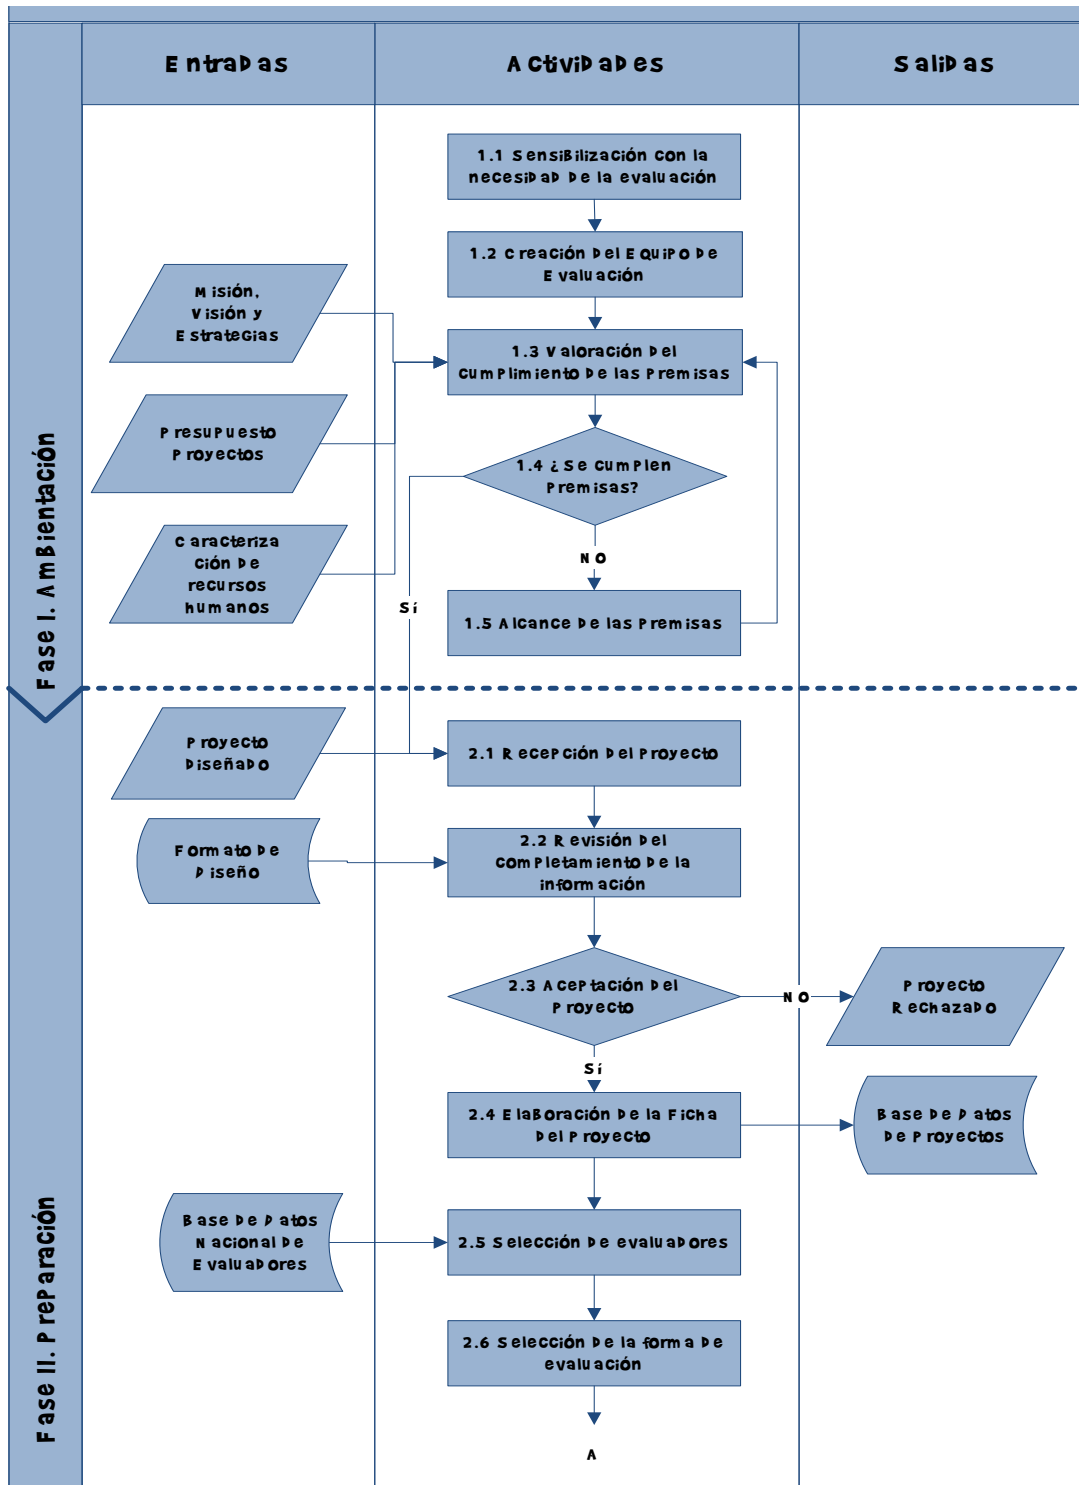 Entradas
Actividades
Salidas
Fase I. Ambientación
1.1 Sensibilización con la
necesidad de la evaluación
1.2 Creación del Equipo de
Evaluación
Misión,
Visión y
Estrategias
1.3 Valoración del
cumplimiento de las Premisas
Presupuesto
Proyectos
1.4 ¿Se cumplen
Premisas?
Caracteriza
ción de
recursos
humanos
NO
Sí
1.5 Alcance de las Premisas
Fase II. Preparación
Proyecto
Diseñado
2.1 Recepción del Proyecto
Formato de
Diseño
2.2 Revisión del
completamiento de la
información
2.3 Aceptación del
Proyecto
NO
Proyecto
Rechazado
Sí
2.4 Elaboración de la Ficha
del Proyecto
Base de Datos
de Proyectos
Base de Datos
Nacional de
Evaluadores
2.5 Selección de evaluadores
2.6 Selección de la forma de
evaluación
A